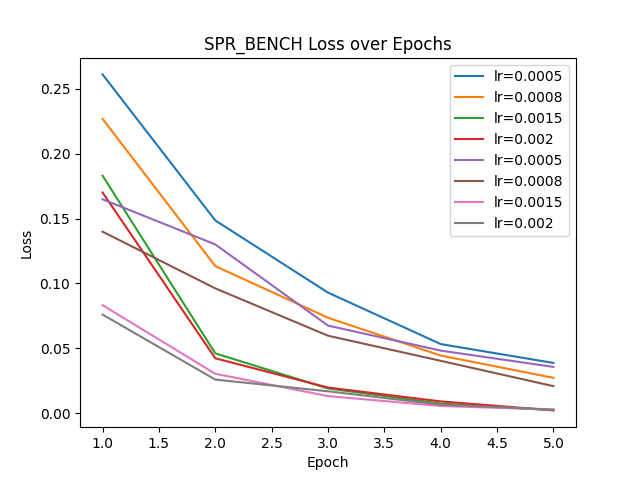 SPR_BENCH Loss over Epochs
lr=0.0005
lr=0.0008
lr=0.0015
lr=0.002
lr=0.0005
lr=0.0008
lr=0.0015
lr=0.002
Loss
0.25
0.20
0.15
0.10
0.05
0.00
1.0 1.5 2.0 2.5 3.0 3.5 4.0 4.5 5.0
Epoch